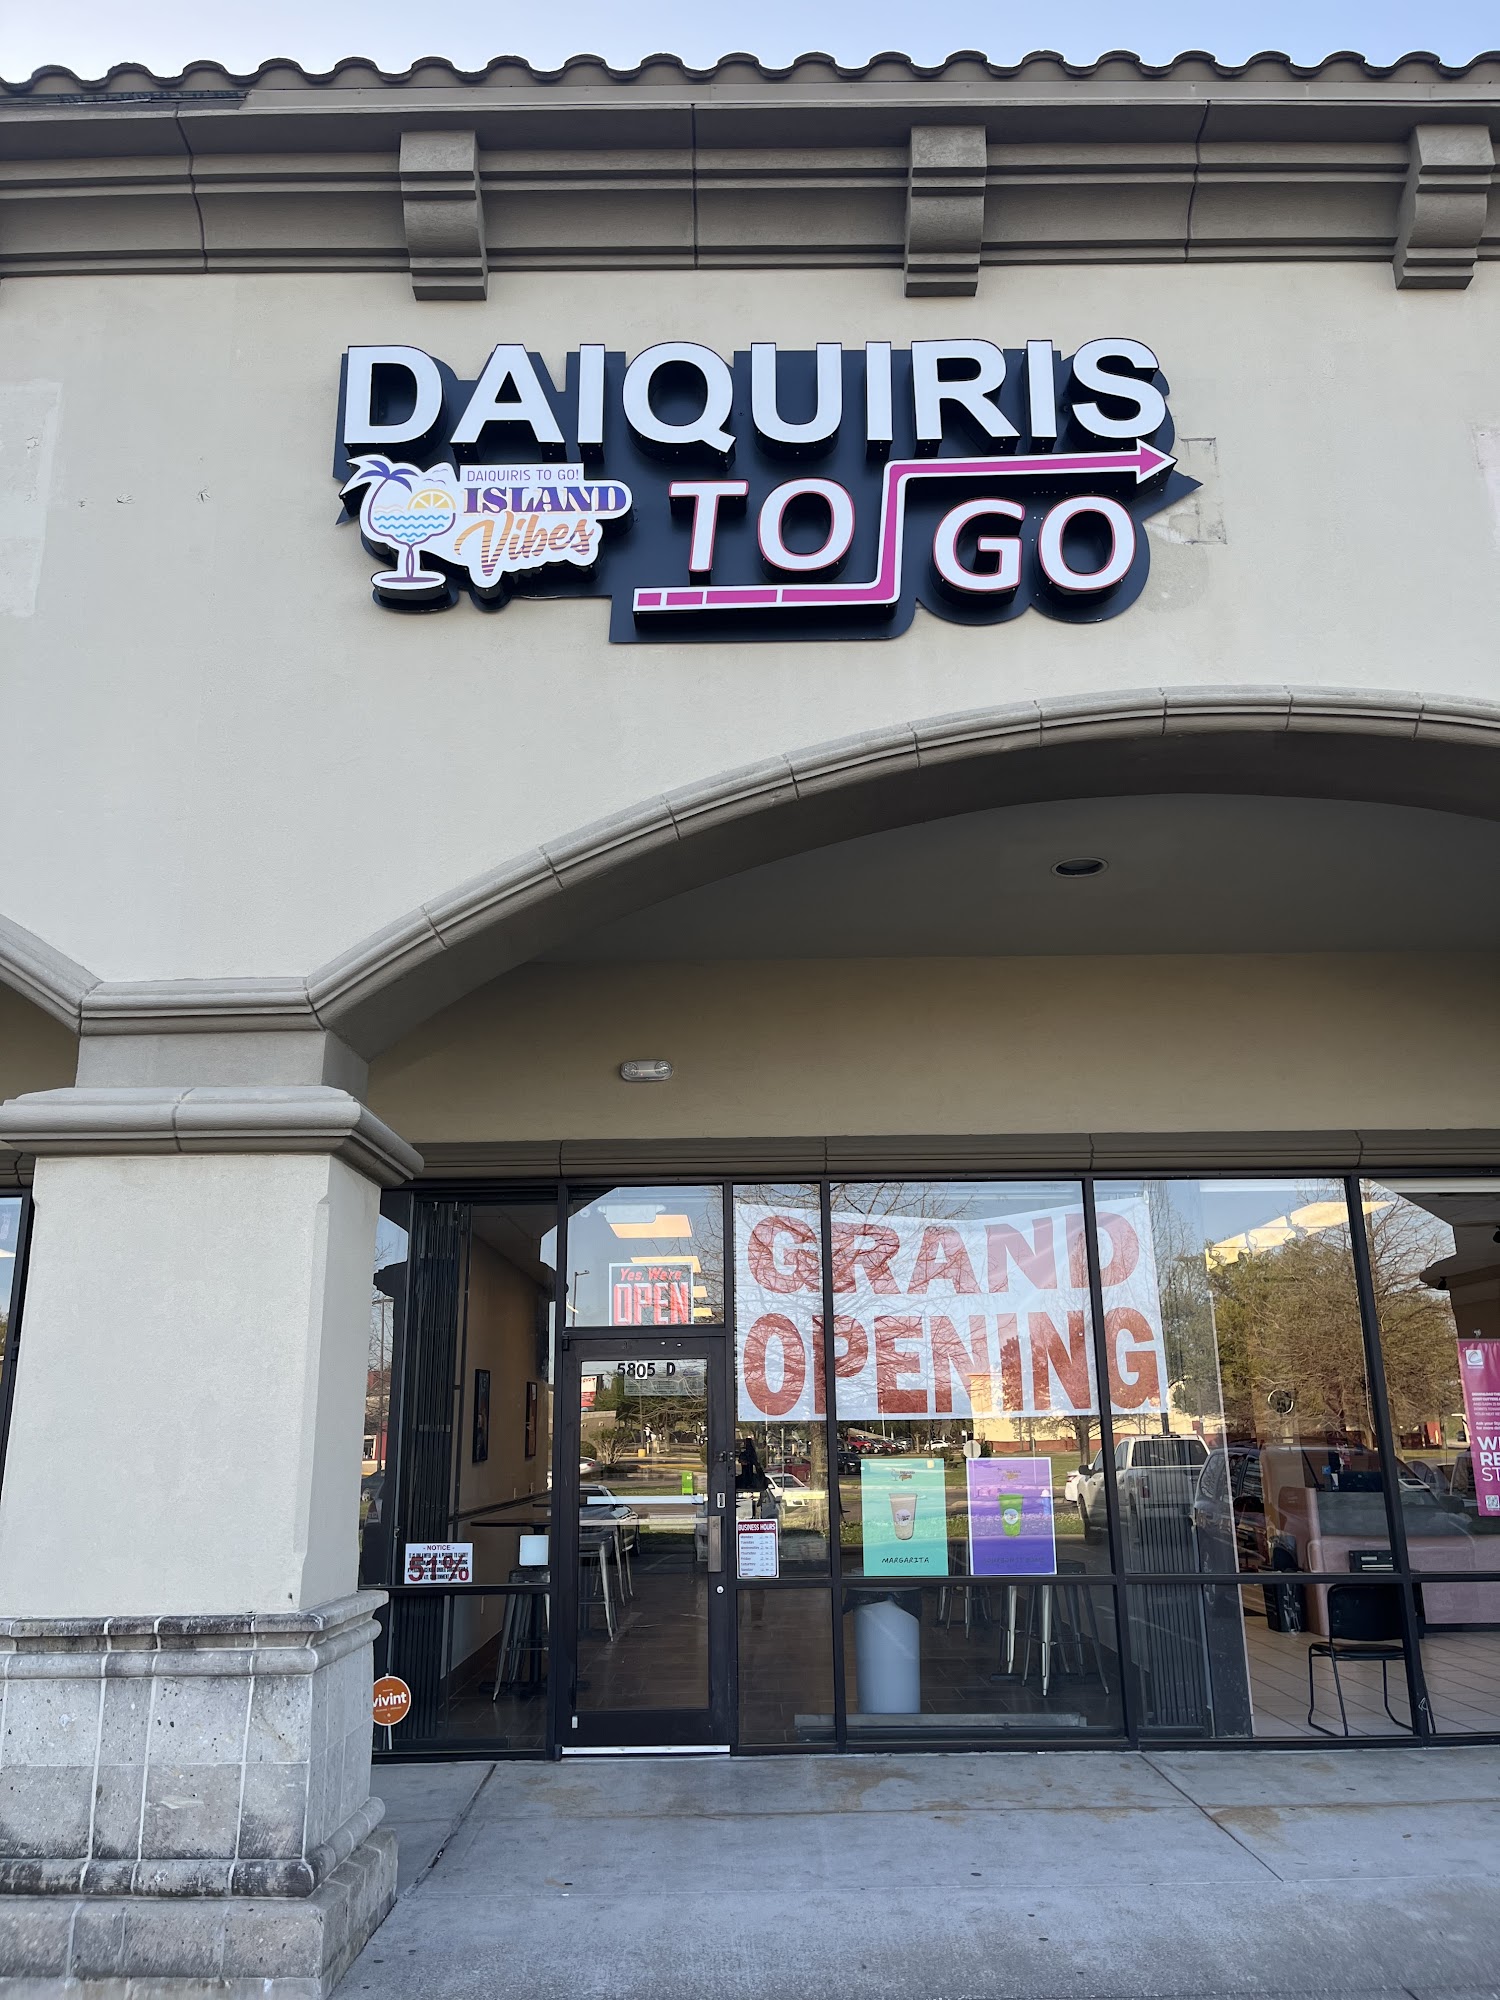 DAIQUIRIS
DAIQUIRIS TO GO!
ISLAND
Vibes
TO GO
Yes, We're
OPEN
5805 D
GRAND
OPENING
BUSINESS HOURS
MARGARITA
- NOTICE -
51%
vivint